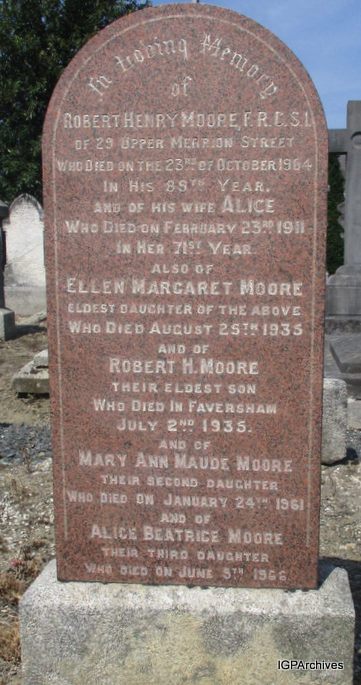 In Loving Memory
of
ROBERT HENRY MOORE, F.R.C.S.I.
OF 29 UPPER MERRION STREET
WHO DIED ON THE 23RD OF OCTOBER 1904
IN HIS 89TH YEAR.
AND OF HIS WIFE ALICE
WHO DIED ON FEBRUARY 23RD 1911
IN HER 71ST YEAR.
ALSO OF
ELLEN MARGARET MOORE
ELDEST DAUGHTER OF THE ABOVE
WHO DIED AUGUST 25TH 1935
AND OF
ROBERT H. MOORE
THEIR ELDEST SON
WHO DIED IN FAVERSHAM
JULY 2ND 1935.
AND OF
MARY ANN MAUDE MOORE
THEIR SECOND DAUGHTER
WHO DIED ON JANUARY 24TH 1961
AND OF
ALICE BEATRICE MOORE
THEIR THIRD DAUGHTER
WHO DIED ON JUNE 5TH 1966
IGPArchives